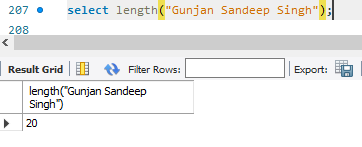 207 select length("Gunjan Sandeep Singh");
208
Result Grid Filter Rows: Export:
length("Gunjan Sandeep
Singh")
20